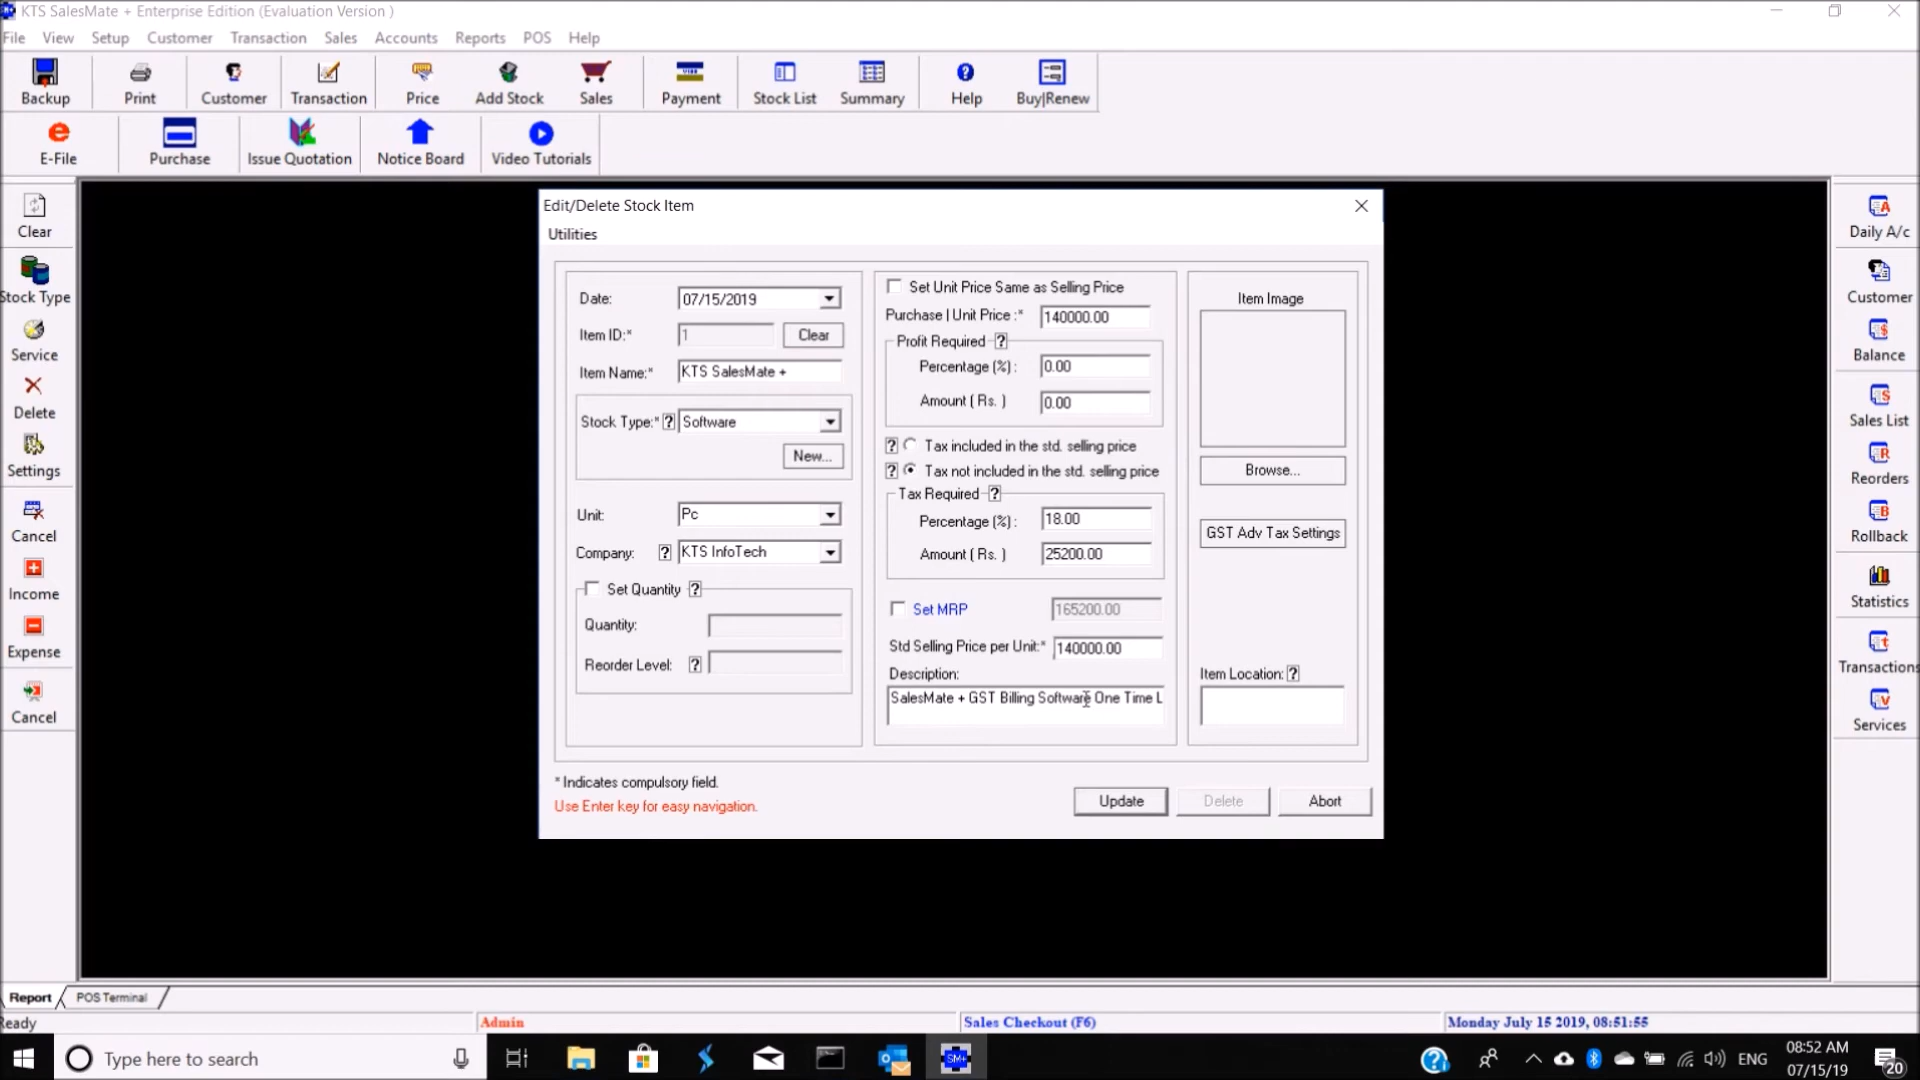 KTS SalesMate + Enterprise Edition (Evaluation Version )
File View Setup Customer Transaction Sales Accounts Reports POS Help
Backup Print Customer Transaction Price Add Stock Sales Payment Stock List Summary Help Buy|Renew
E-File Purchase Issue Quotation Notice Board Video Tutorials
Clear
Stock Type
Service
Delete
Settings
Cancel
Income
Expense
Cancel
Edit/Delete Stock Item
Utilities
Date: 07/15/2019
Item ID:* 1 Clear
Item Name:* KTS SalesMate +
Stock Type:* ? Software
New...
Unit: Pc
Company: ? KTS InfoTech
Set Quantity ?
Quantity:
Reorder Level: ?
Set Unit Price Same as Selling Price
Purchase | Unit Price :* 140000.00
Profit Required ?
Percentage (%) : 0.00
Amount ( Rs. ) 0.00
? Tax included in the std. selling price
? Tax not included in the std. selling price
Tax Required ?
Percentage (%) : 18.00
Amount ( Rs. ) 25200.00
Set MRP 165200.00
Std Selling Price per Unit:* 140000.00
Description:
SalesMate + GST Billing Software One Time L
Item Image
Browse...
GST Adv Tax Settings
Item Location: ?
* Indicates compulsory field.
Use Enter key for easy navigation.
Update Delete Abort
Daily A/c
Customer
Balance
Sales List
Reorders
Rollback
Statistics
Transactions
Services
Report POS Terminal
Ready Admin Sales Checkout (F6) Monday July 15 2019, 08:51:55
Type here to search SM+ ENG 08:52 AM
07/15/19 20